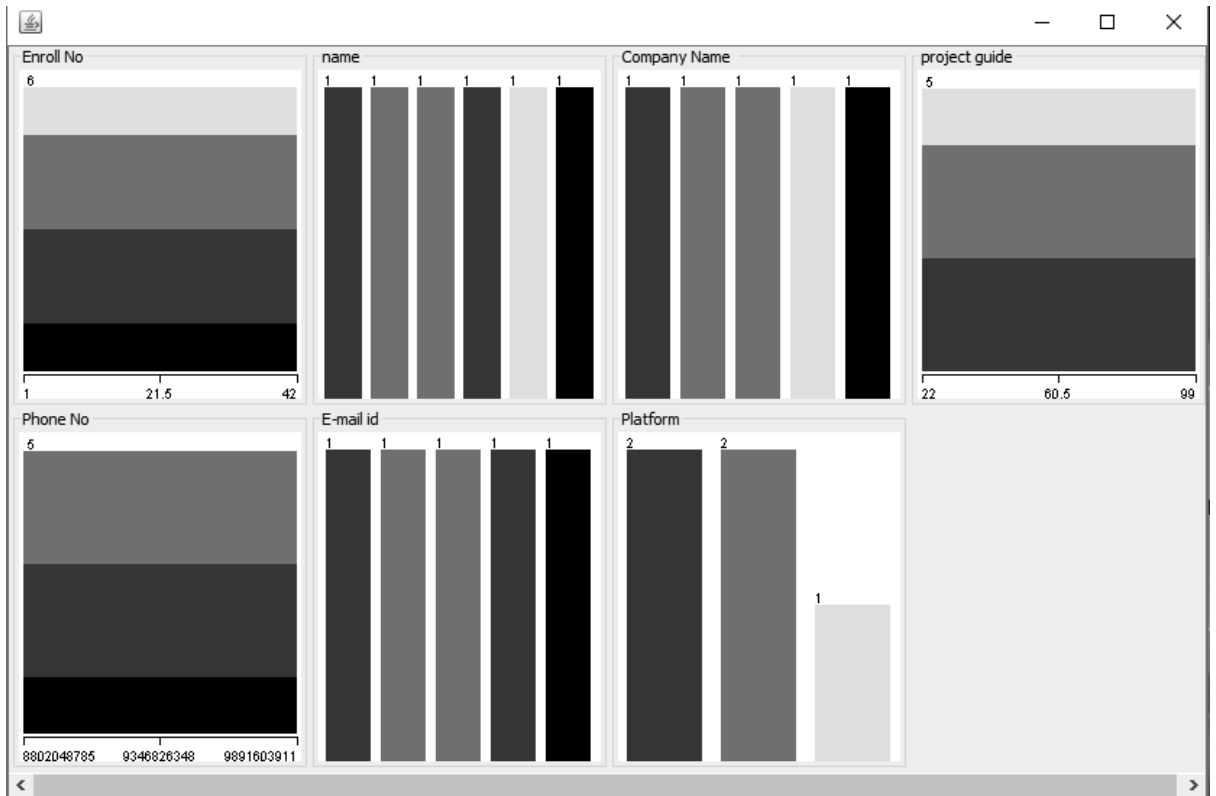 Enroll No
6
1 21.5 42
name
1 1 1 1 1 1
Company Name
1 1 1 1 1
project guide
5
22 60.5 99
Phone No
5
8802048785 9346826348 9891603911
E-mail id
1 1 1 1 1
Platform
2 2
1